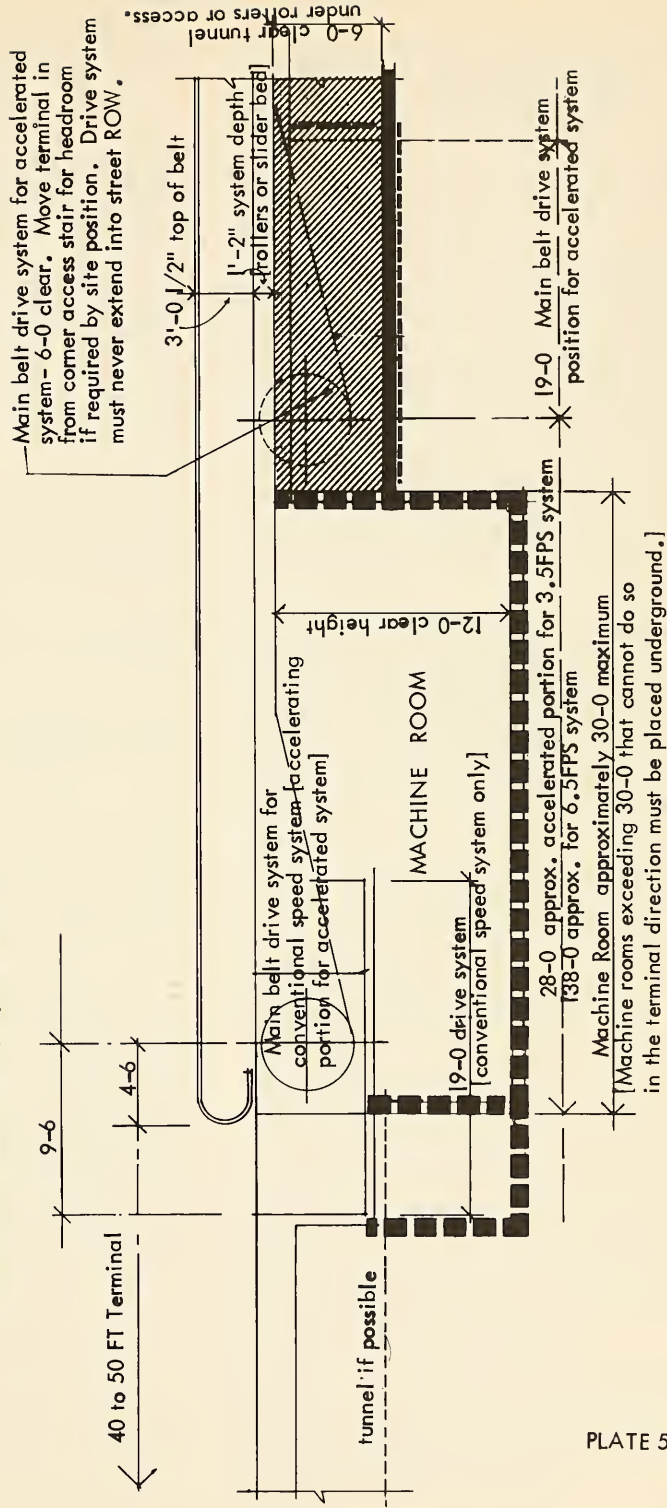 Main belt drive system for accelerated
system- 6-0 clear. Move terminal in
from corner access stair for headroom
if required by site position. Drive system
must never extend into street ROW.
6-0 clear tunnel
under rollers or access.
3'-0 1/2" top of belt
1'-2" system depth
[rollers or slider bed]
9-6
4-6
40 to 50 FT Terminal
Main belt drive system for
conventional speed system [accelerating
portion for accelerated system]
12-0 clear height
MACHINE ROOM
19-0 drive system
[conventional speed system only]
tunnel if possible
19-0 Main belt drive system
position for accelerated system
28-0 approx. accelerated portion for 3.5FPS system
[38-0 approx. for 6.5FPS system
Machine Room approximately 30-0 maximum
[Machine rooms exceeding 30-0 that cannot do so
in the terminal direction must be placed underground.]
PLATE 5